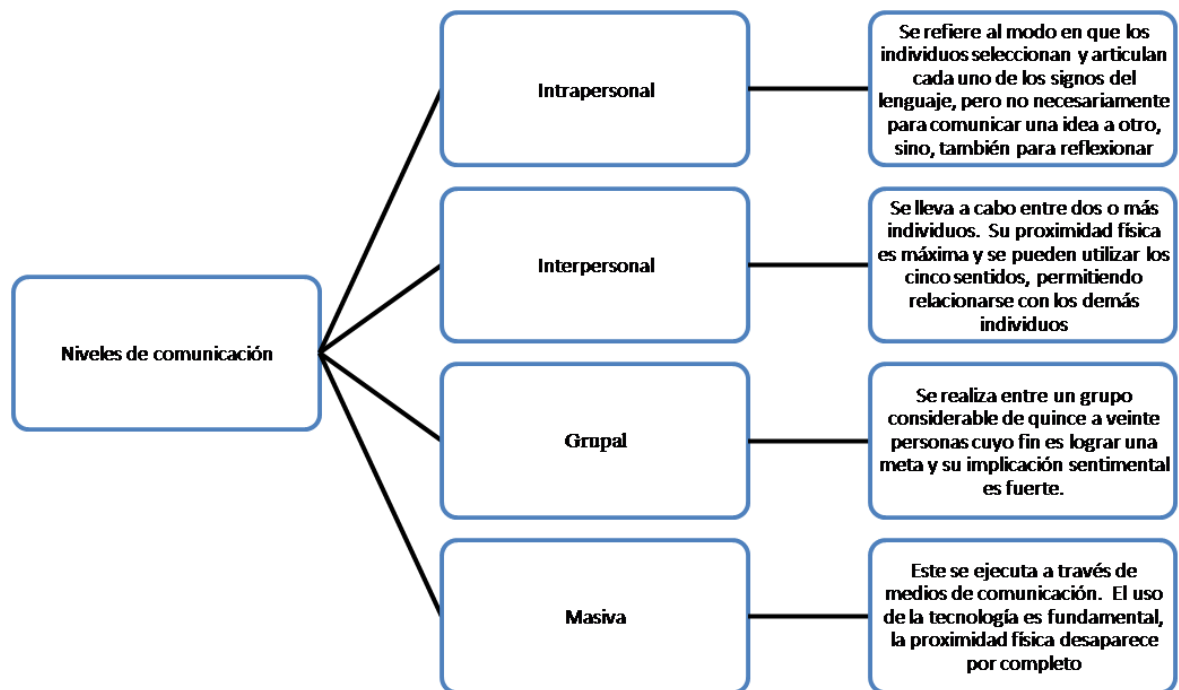 Se refiere al modo en que los
individuos seleccionan y articulan
cada uno de los signos del
lenguaje, pero no necesariamente
para comunicar una idea a otro,
sino, también para reflexionar
Intrapersonal
Se lleva a cabo entre dos o más
individuos. Su proximidad física
es máxima y se pueden utilizar los
cinco sentidos, permitiendo
relacionarse con los demás
individuos
Interpersonal
Niveles de comunicación
Se realiza entre un grupo
considerable de quince a veinte
personas cuyo fin es lograr una
meta y su implicación sentimental
es fuerte.
Grupal
Este se ejecuta a través de
medios de comunicación. El uso
de la tecnología es fundamental,
la proximidad física desaparece
por completo
Masiva